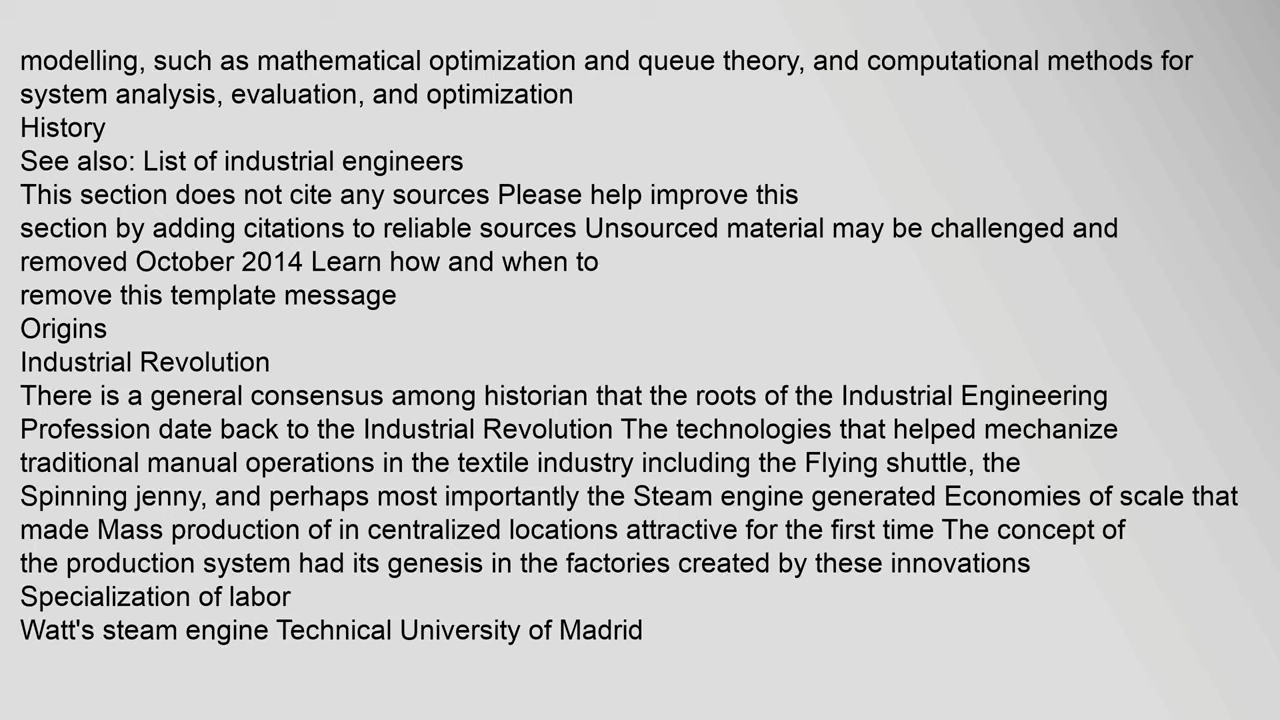 modelling, such as mathematical optimization and queue theory, and computational methods for
system analysis, evaluation, and optimization
History
See also: List of industrial engineers
This section does not cite any sources Please help improve this
section by adding citations to reliable sources Unsourced material may be challenged and
removed October 2014 Learn how and when to
remove this template message
Origins
Industrial Revolution
There is a general consensus among historian that the roots of the Industrial Engineering
Profession date back to the Industrial Revolution The technologies that helped mechanize
traditional manual operations in the textile industry including the Flying shuttle, the
Spinning jenny, and perhaps most importantly the Steam engine generated Economies of scale that
made Mass production of in centralized locations attractive for the first time The concept of
the production system had its genesis in the factories created by these innovations
Specialization of labor
Watt's steam engine Technical University of Madrid